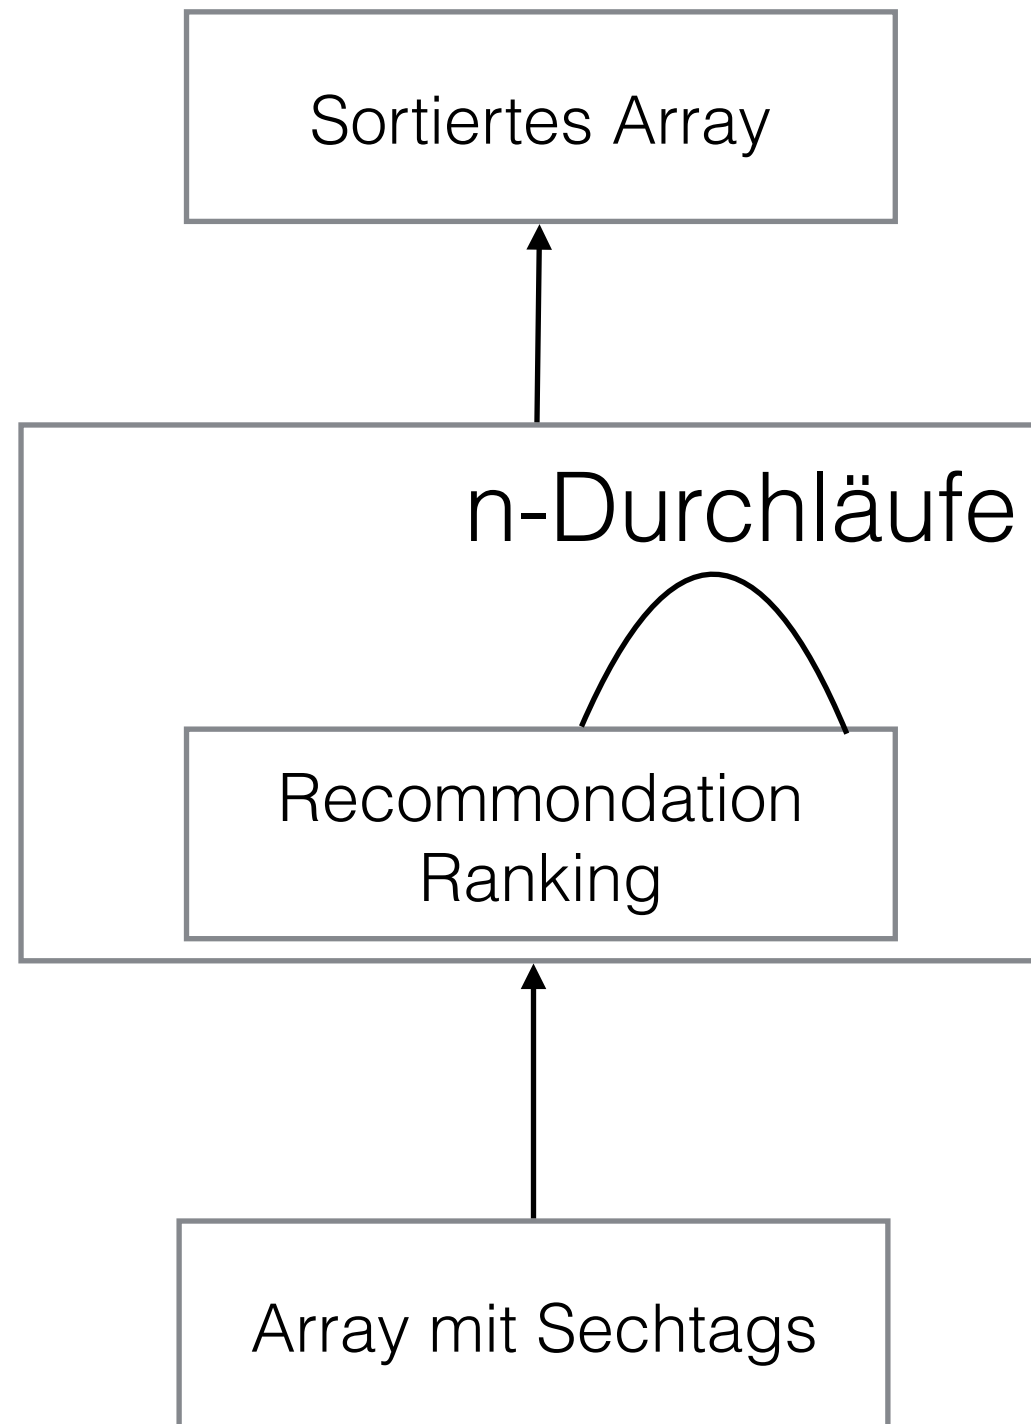 Sortiertes Array
n-Durchläufe
Recommondation
Ranking
Array mit Sechtags